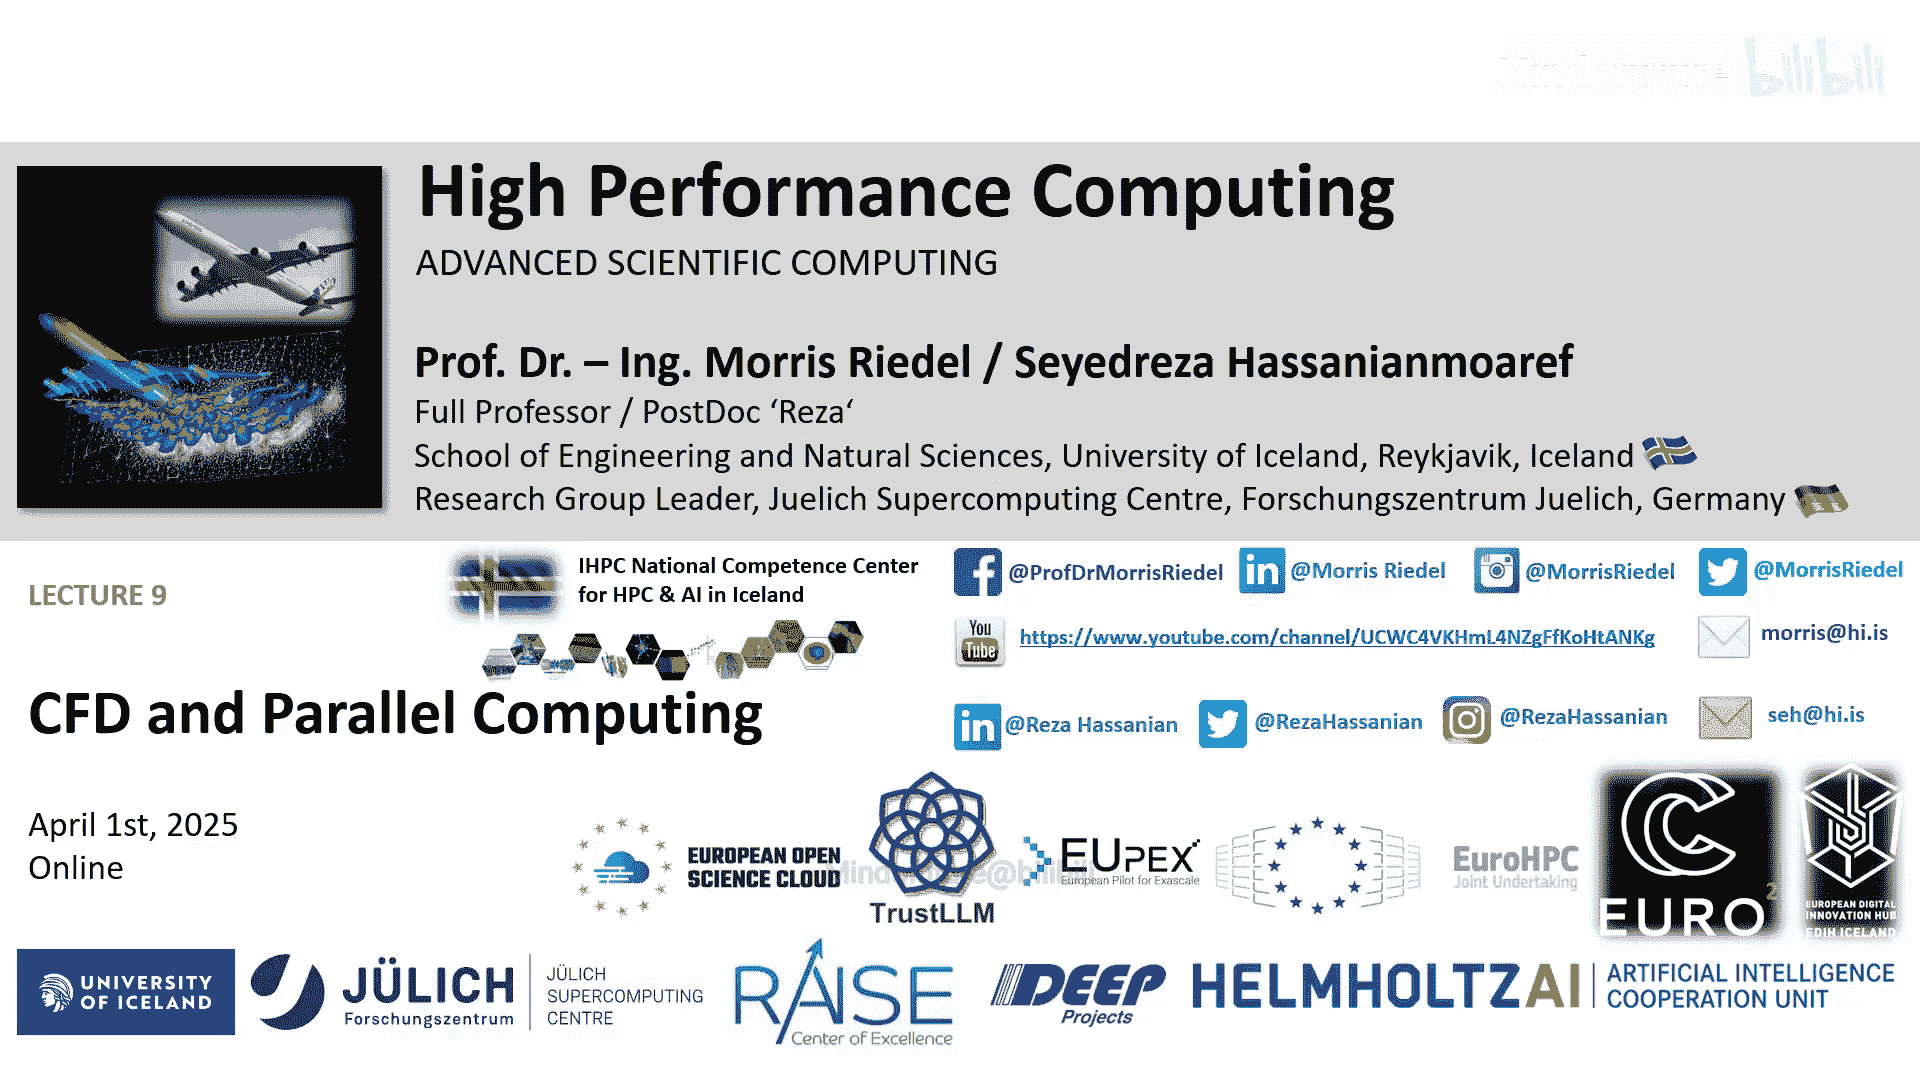 bilibili
High Performance Computing
ADVANCED SCIENTIFIC COMPUTING
Prof. Dr. – Ing. Morris Riedel / Seyedreza Hassanianmoaref
Full Professor / PostDoc ‘Reza‘
School of Engineering and Natural Sciences, University of Iceland, Reykjavik, Iceland
Research Group Leader, Juelich Supercomputing Centre, Forschungszentrum Juelich, Germany
LECTURE 9
IHPC National Competence Center
for HPC & AI in Iceland
@ProfDrMorrisRiedel
@Morris Riedel
@MorrisRiedel
@MorrisRiedel
You
Tube
https://www.youtube.com/channel/UCWC4VKHmL4NZgFfKoHtANKg
morris@hi.is
CFD and Parallel Computing
@Reza Hassanian
@RezaHassanian
@RezaHassanian
seh@hi.is
April 1st, 2025
Online
EUROPEAN OPEN
SCIENCE CLOUD
TrustLLM
EUPEX
European Pilot for Exascale
EuroHPC
Joint Undertaking
EURO²
EUROPEAN DIGITAL
INNOVATION HUB
EDIH ICELAND
UNIVERSITY
OF ICELAND
JÜLICH
Forschungszentrum
JÜLICH
SUPERCOMPUTING
CENTRE
RAISE
Center of Excellence
DEEP
Projects
HELMHOLTZAI
ARTIFICIAL INTELLIGENCE
COOPERATION UNIT